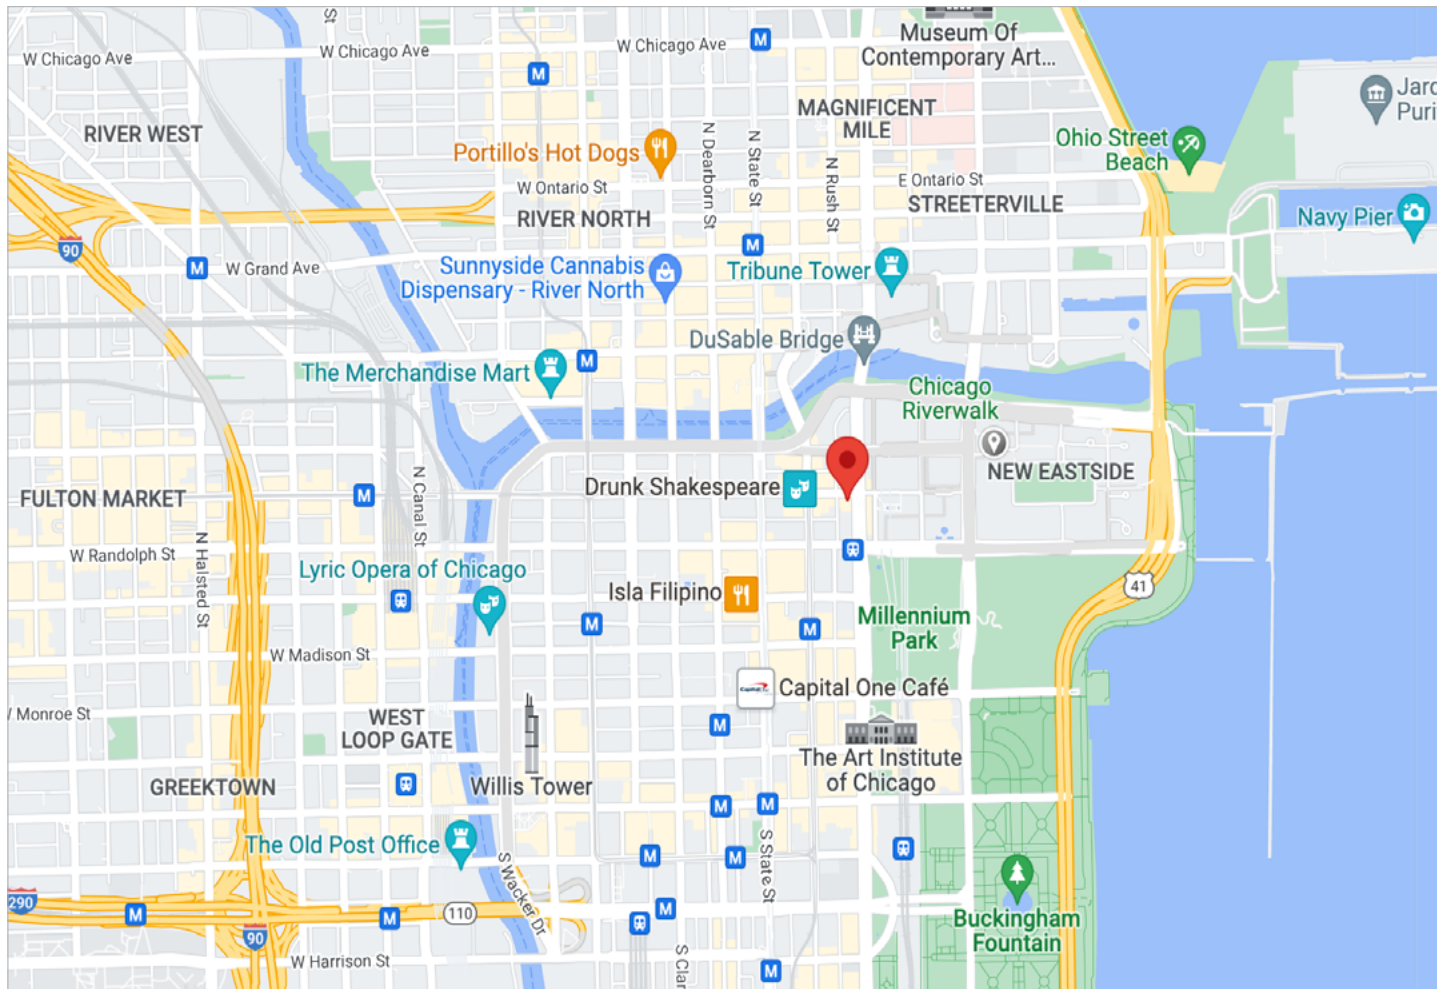 St
Museum Of
Contemporary Art...
W Chicago Ave
W Chicago Ave
W Chicago Ave
M
M
MAGNIFICENT
MILE
RIVER WEST
N Dearborn St
N State St
N Rush St
Portillo's Hot Dogs
Ohio Street
Beach
W Ontario St
E Ontario St
RIVER NORTH
STREETERVILLE
Navy Pier
90
M
M
W Grand Ave
Sunnyside Cannabis
Dispensary - River North
Tribune Tower
DuSable Bridge
The Merchandise Mart
M
Chicago
Riverwalk
NEW EASTSIDE
FULTON MARKET
M
N Canal St
Drunk Shakespeare
N Halsted St
W Randolph St
Lyric Opera of Chicago
Isla Filipino
41
Millennium
Park
M
M
W Madison St
Capital One Café
Monroe St
WEST
LOOP GATE
M
The Art Institute
of Chicago
GREEKTOWN
Willis Tower
M
M
The Old Post Office
S Wacker Dr
M
M
S State St
290
M
M
110
M
90
Buckingham
Fountain
W Harrison St
S Clar
M